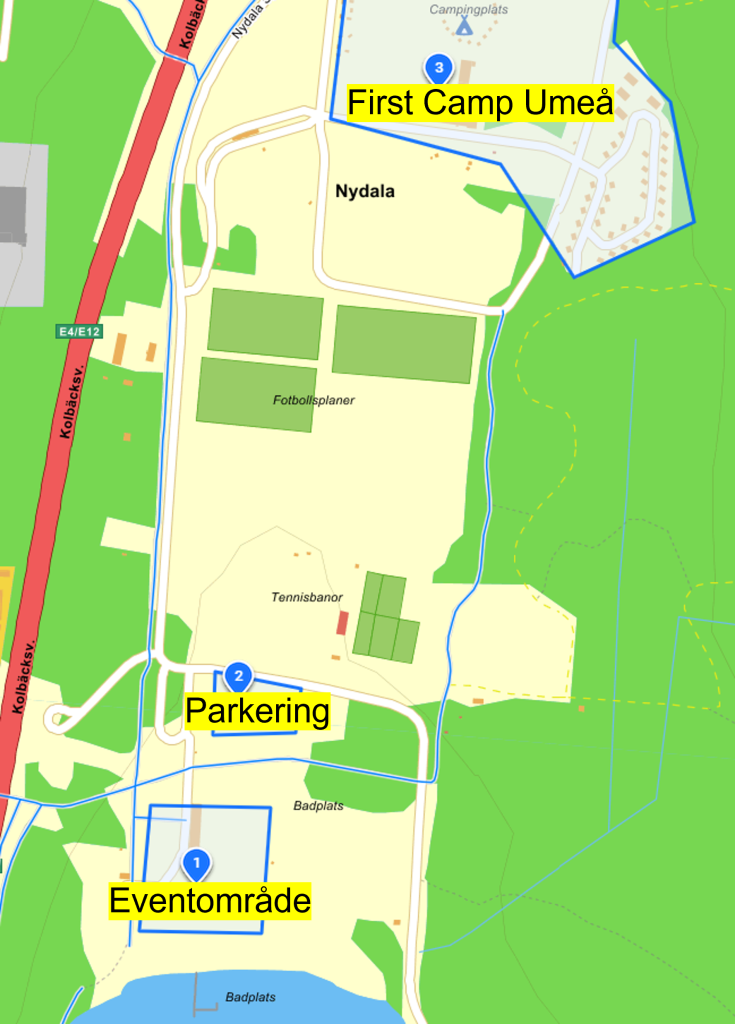 Campingplats
Kolbäcksv.
Nydala S
3
First Camp Umeå
Nydala
E4/E12
Kolbäcksv.
Fotbollsplaner
Tennisbanor
Kolbäcksv.
2
Parkering
Badplats
1
Eventområde
Badplats